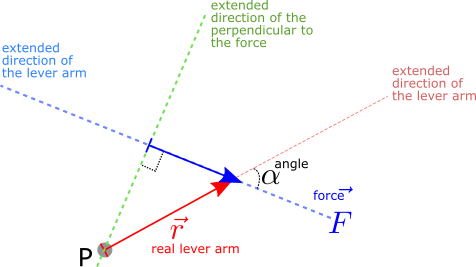 extended
direction of the
perpendicular to
the force
extended
direction of
the lever arm
extended
direction of
the lever arm
angle
α
force
F
r
real lever arm
P